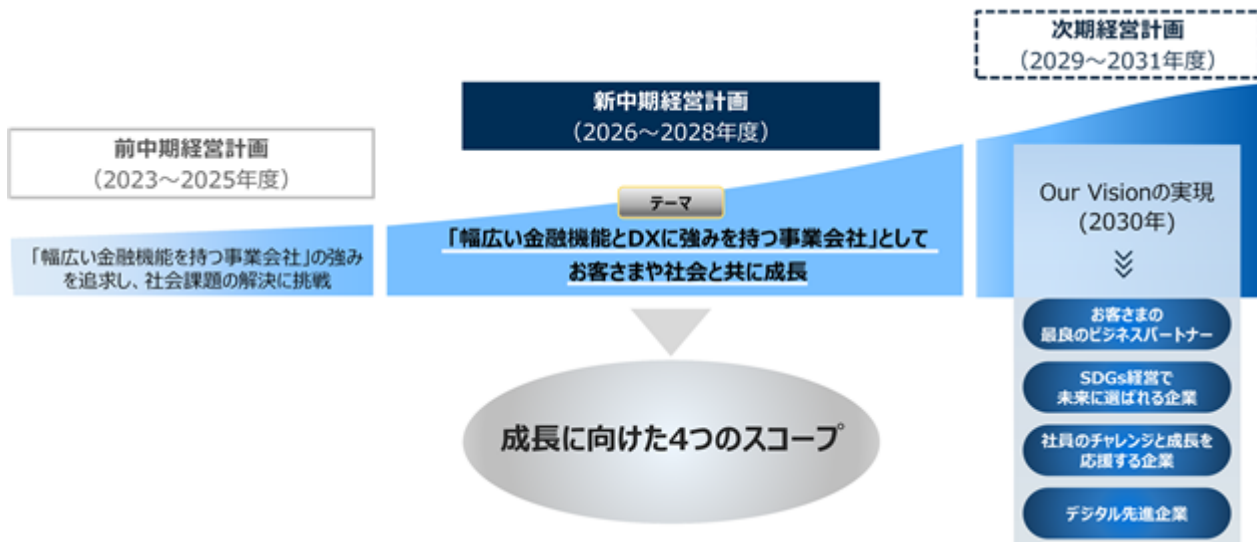 前中期経営計画
（2023～2025年度）
「幅広い金融機能を持つ事業会社」の強み
を追求し、社会課題の解決に挑戦
新中期経営計画
（2026～2028年度）
テーマ
「幅広い金融機能とDXに強みを持つ事業会社」として
お客さまや社会と共に成長
成長に向けた4つのスコープ
次期経営計画
（2029～2031年度）
Our Visionの実現
(2030年)
お客さまの
最良のビジネスパートナー
SDGs経営で
未来に選ばれる企業
社員のチャレンジと成長を
応援する企業
デジタル先進企業